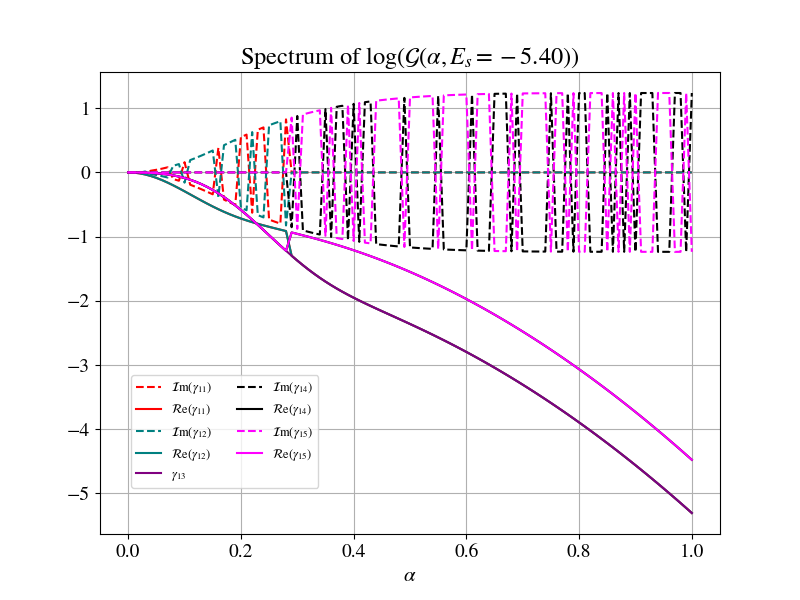 Spectrum of log(𝒢(α, E_s = −5.40))
1
0
−1
−2
−3
−4
−5
ℐm(γ₁₁)
ℛe(γ₁₁)
ℐm(γ₁₂)
ℛe(γ₁₂)
γ₁₃
ℐm(γ₁₄)
ℛe(γ₁₄)
ℐm(γ₁₅)
ℛe(γ₁₅)
0.0 0.2 0.4 0.6 0.8 1.0
α